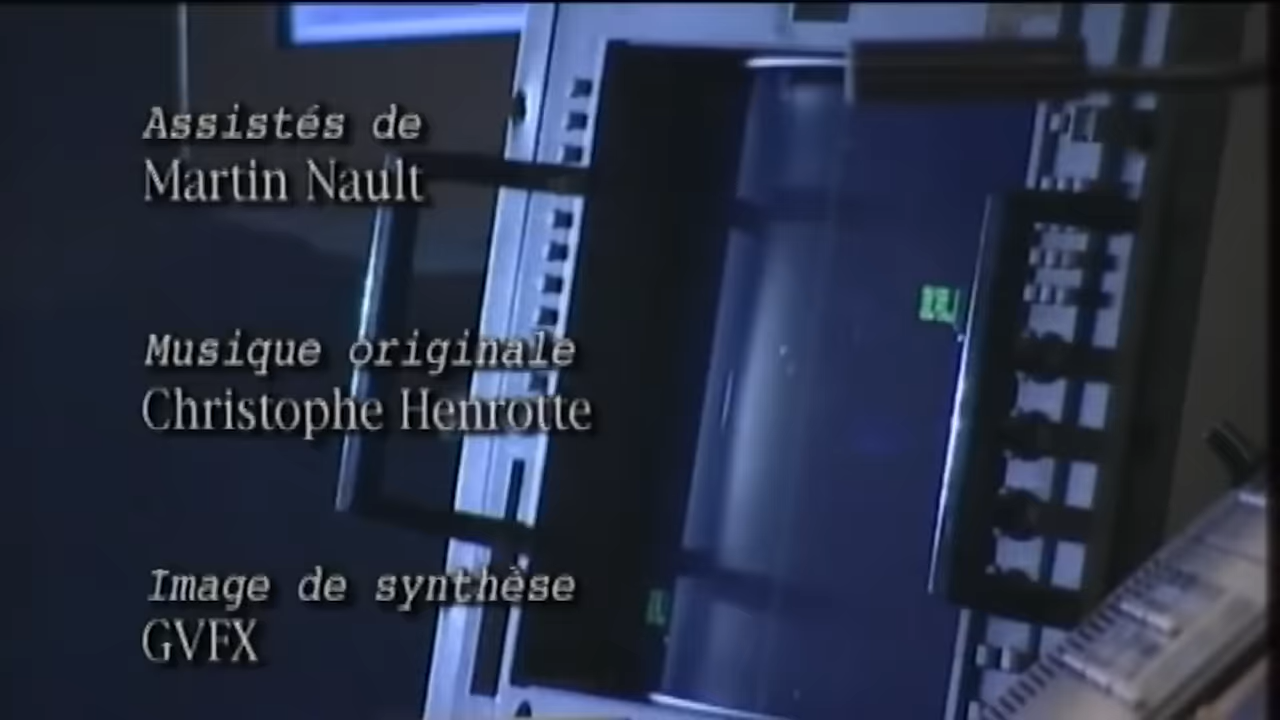 Assistés de
Martin Nault
Musique originale
Christophe Henrotte
Image de synthèse
GVFX